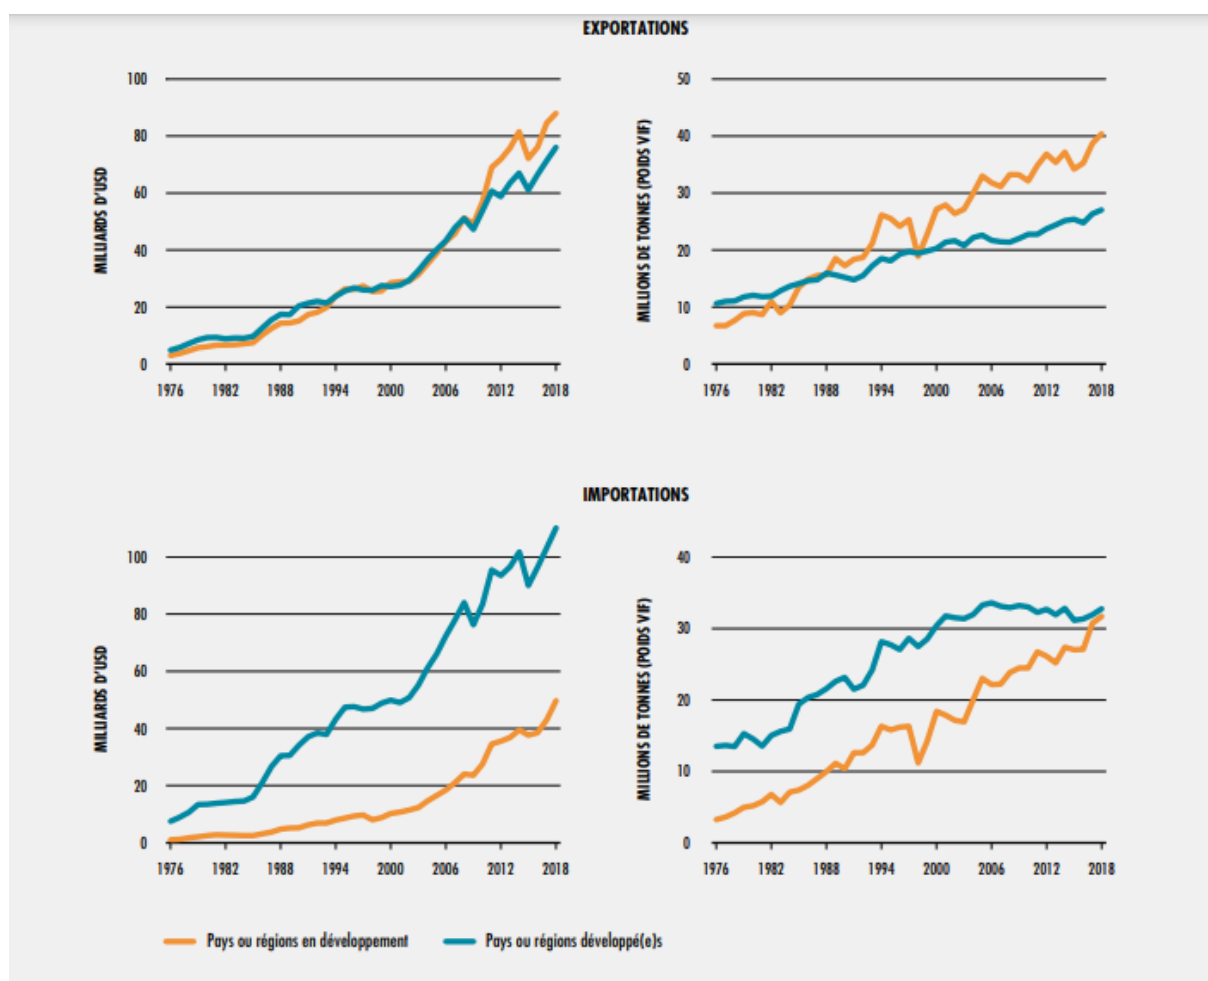 EXPORTATIONS
MILLIARDS D'USD
100
80
60
40
20
0
1976 1982 1988 1994 2000 2006 2012 2018
MILLIONS DE TONNES (POIDS VIF)
50
40
30
20
10
0
1976 1982 1988 1994 2000 2006 2012 2018
IMPORTATIONS
MILLIARDS D'USD
100
80
60
40
20
0
1976 1982 1988 1994 2000 2006 2012 2018
MILLIONS DE TONNES (POIDS VIF)
40
30
20
10
0
1976 1982 1988 1994 2000 2006 2012 2018
Pays ou régions en développement
Pays ou régions développé(e)s